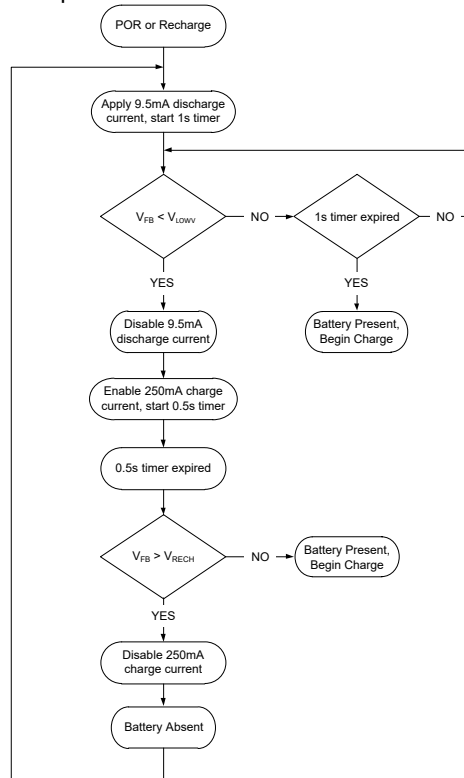 POR or Recharge
Apply 9.5mA discharge
current, start 1s timer
V_FB < V_LOWV
NO
1s timer expired
NO
YES
YES
Disable 9.5mA
discharge current
Battery Present,
Begin Charge
Enable 250mA charge
current, start 0.5s timer
0.5s timer expired
V_FB > V_RECH
NO
Battery Present,
Begin Charge
YES
Disable 250mA
charge current
Battery Absent